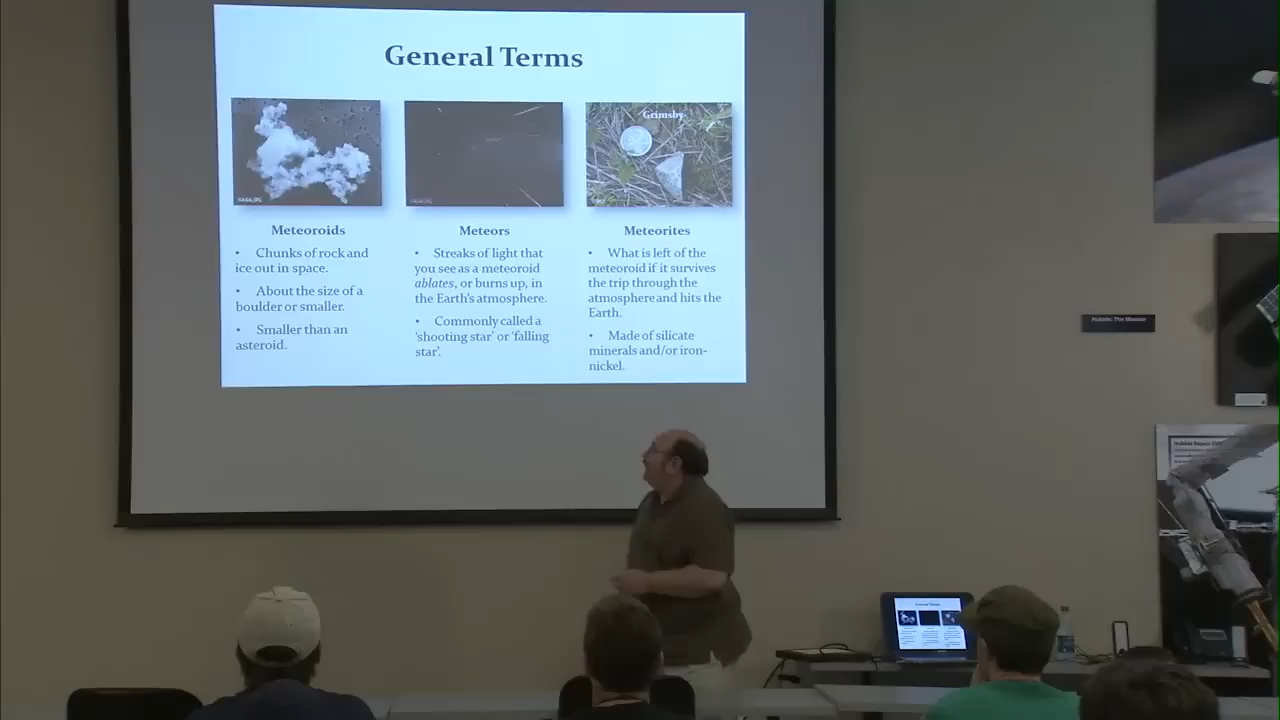 General Terms
Grimsby
Meteoroids
• Chunks of rock and
ice out in space.
• About the size of a
boulder or smaller.
• Smaller than an
asteroid.
Meteors
• Streaks of light that
you see as a meteoroid
ablates, or burns up, in
the Earth's atmosphere.
• Commonly called a
'shooting star' or 'falling
star'.
Meteorites
• What is left of the
meteoroid if it survives
the trip through the
atmosphere and hits the
Earth.
• Made of silicate
minerals and/or iron-
nickel.
Hubble: The Mission
Hubble Repair
General Terms